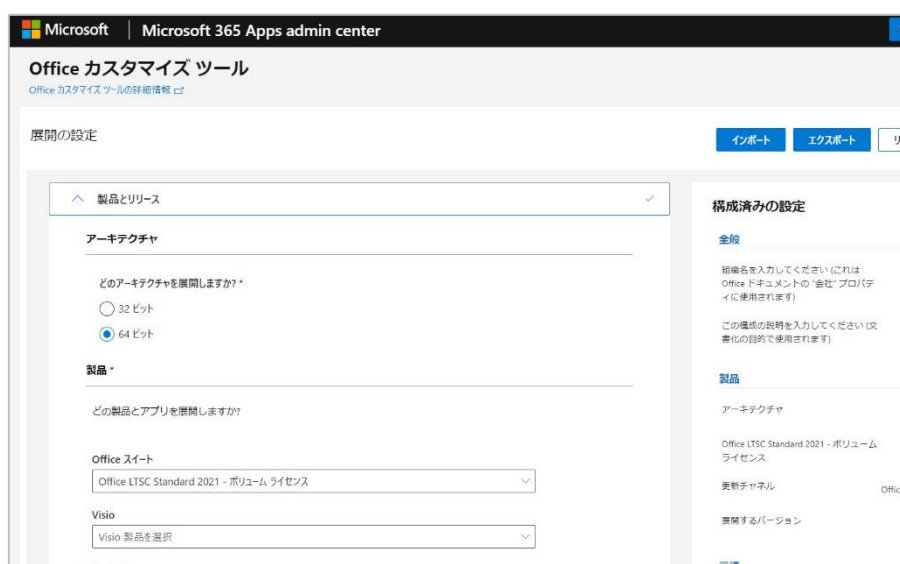 Microsoft | Microsoft 365 Apps admin center
Office カスタマイズ ツール
Office カスタマイズ ツールの詳細情報
展開の設定
インポート
エクスポート
リ
製品とリリース
アーキテクチャ
どのアーキテクチャを展開しますか? *
32 ビット
64 ビット
製品 *
どの製品とアプリを展開しますか?
Office スイート
Office LTSC Standard 2021 - ボリューム ライセンス
Visio
Visio 製品を選択
構成済みの設定
全般
組織名を入力してください (これは
Office ドキュメントの "会社" プロパテ
ィに使用されます)
この構成の説明を入力してください (文
書化の目的で使用されます)
製品
アーキテクチャ
Office LTSC Standard 2021 - ボリューム
ライセンス
更新チャネル
Offic
展開するバージョン